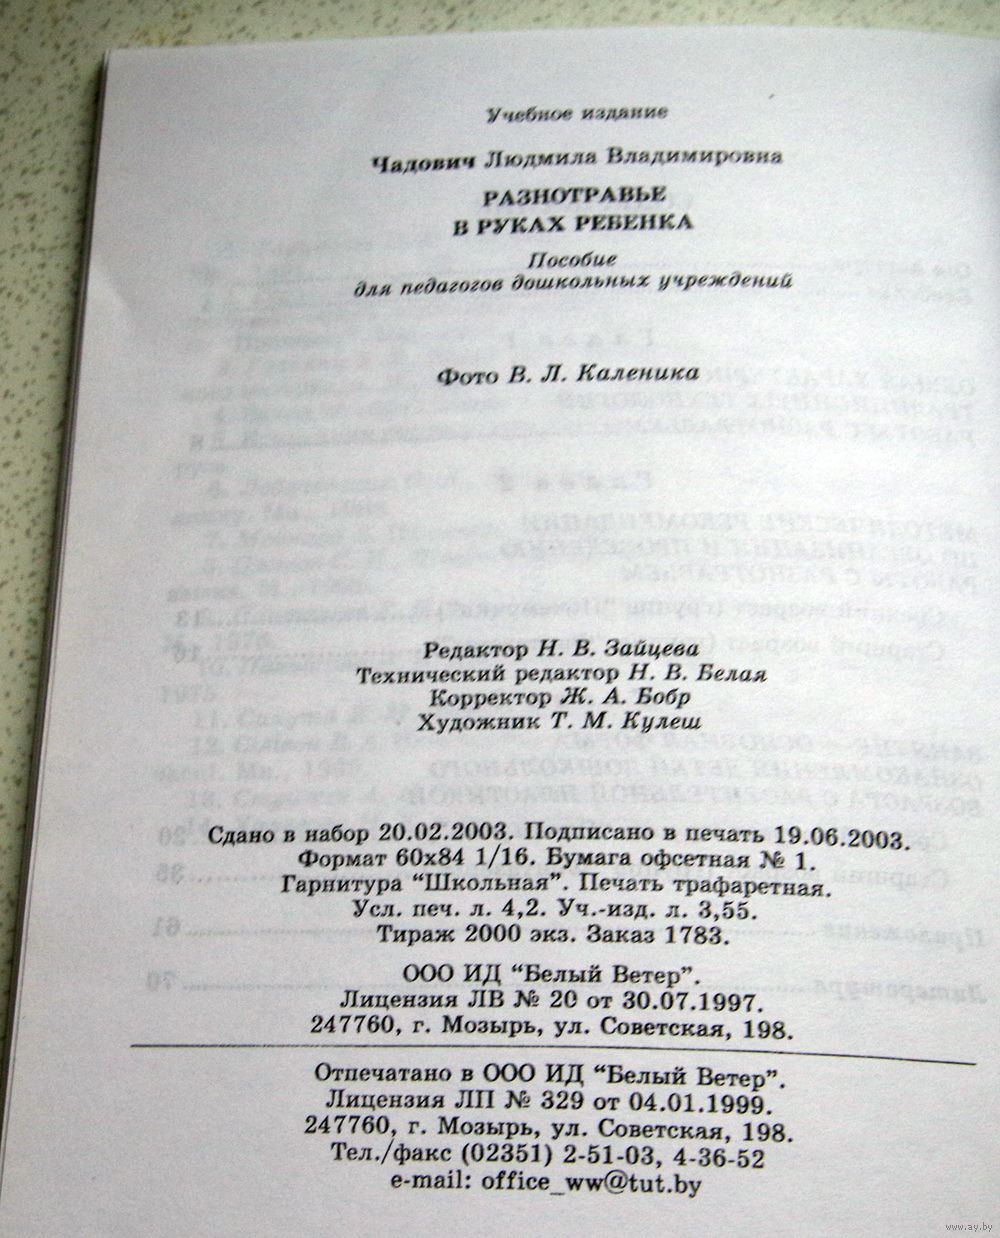 Учебное издание
Чадович Людмила Владимировна
РАЗНОТРАВЬЕ
В РУКАХ РЕБЕНКА
Пособие
для педагогов дошкольных учреждений
Фото В. Л. Каленика
Редактор Н. В. Зайцева
Технический редактор Н. В. Белая
Корректор Ж. А. Бобр
Художник Т. М. Кулеш
Сдано в набор 20.02.2003. Подписано в печать 19.06.2003.
Формат 60х84 1/16. Бумага офсетная № 1.
Гарнитура “Школьная”. Печать трафаретная.
Усл. печ. л. 4,2. Уч.-изд. л. 3,55.
Тираж 2000 экз. Заказ 1783.
ООО ИД “Белый Ветер”.
Лицензия ЛВ № 20 от 30.07.1997.
247760, г. Мозырь, ул. Советская, 198.
Отпечатано в ООО ИД “Белый Ветер”.
Лицензия ЛП № 329 от 04.01.1999.
247760, г. Мозырь, ул. Советская, 198.
Тел./факс (02351) 2-51-03, 4-36-52
e-mail: office_ww@tut.by
www.ay.by